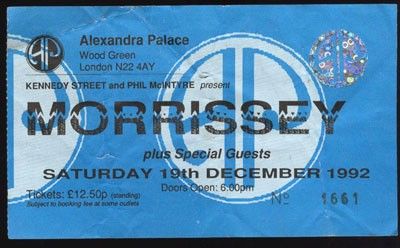 Alexandra Palace
Wood Green
London N22 4AY
KENNEDY STREET and PHIL McINTYRE present
MORRISSEY
plus Special Guests
SATURDAY 19th DECEMBER 1992
Doors Open: 6.00pm
Tickets: £12.50p (standing)
Subject to booking fee at some outlets
Nº 1661